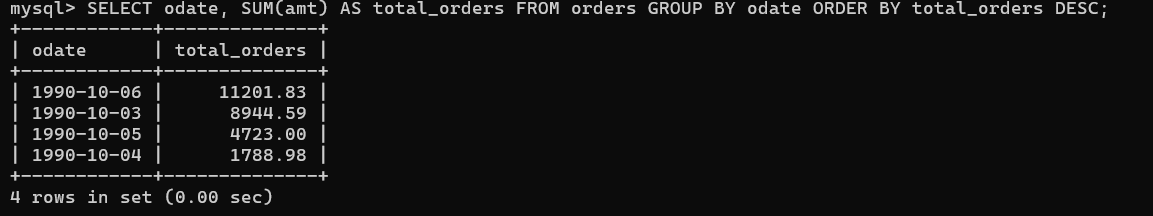 mysql> SELECT odate, SUM(amt) AS total_orders FROM orders GROUP BY odate ORDER BY total_orders DESC;
+------------+--------------+
| odate      | total_orders |
+------------+--------------+
| 1990-10-06 |     11201.83 |
| 1990-10-03 |      8944.59 |
| 1990-10-05 |      4723.00 |
| 1990-10-04 |      1788.98 |
+------------+--------------+
4 rows in set (0.00 sec)